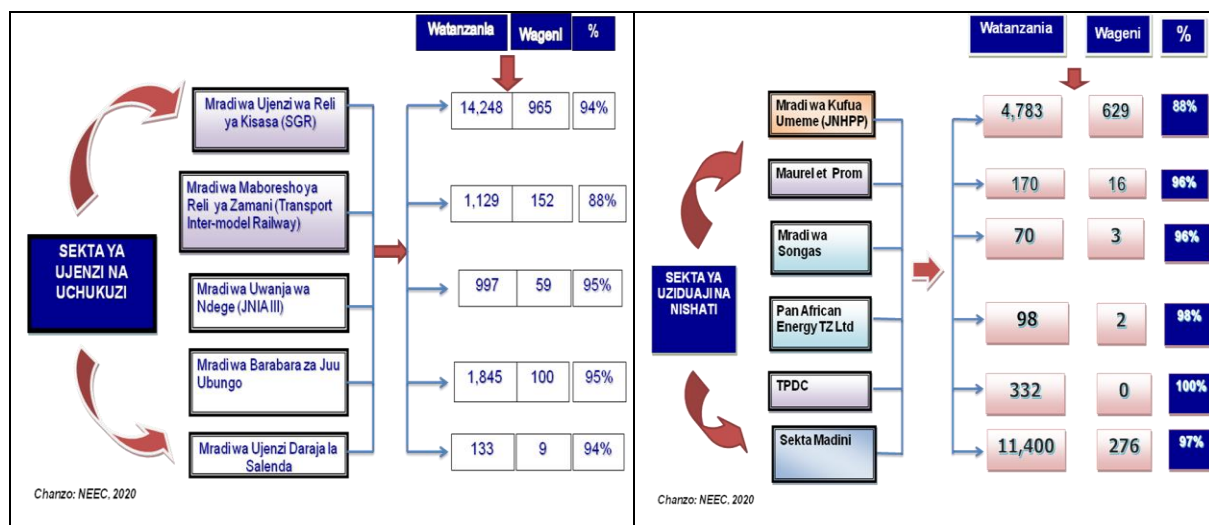 Watanzania Wageni %
Mradi wa Ujenzi wa Reli
ya Kisasa (SGR)
14,248 965 94%
Mradi wa Maboresho ya
Reli ya Zamani (Transport
Inter-model Railway)
1,129 152 88%
SEKTA YA
UJENZI NA
UCHUKUZI
Mradi wa Uwanja wa
Ndege (JNIA III)
997 59 95%
Mradi wa Barabara za Juu
Ubungo
1,845 100 95%
Mradi wa Ujenzi Daraja la
Salenda
133 9 94%
Chanzo: NEEC, 2020
Watanzania Wageni %
Mradi wa Kufua
Umeme (JNHPP)
4,783 629 88%
Maurel et Prom
170 16 96%
Mradi wa
Songas
70 3 96%
SEKTA YA
UZIDUAJI NA
NISHATI
Pan African
Energy TZ Ltd
98 2 98%
TPDC
332 0 100%
Sekta Madini
11,400 276 97%
Chanzo: NEEC, 2020